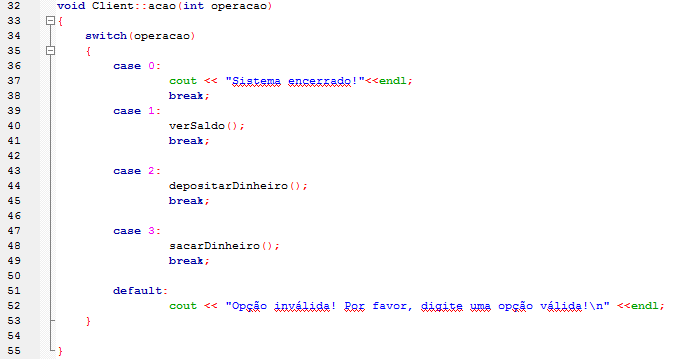 32 void Client::acao(int operacao)
33 {
34 switch(operacao)
35 {
36 case 0:
37 cout << "Sistema encerrado!"<<endl;
38 break;
39 case 1:
40 verSaldo();
41 break;
42
43 case 2:
44 depositarDinheiro();
45 break;
46
47 case 3:
48 sacarDinheiro();
49 break;
50
51 default:
52 cout << "Opção inválida! Por favor, digite uma opção válida!\n" <<endl;
53 }
54
55 }